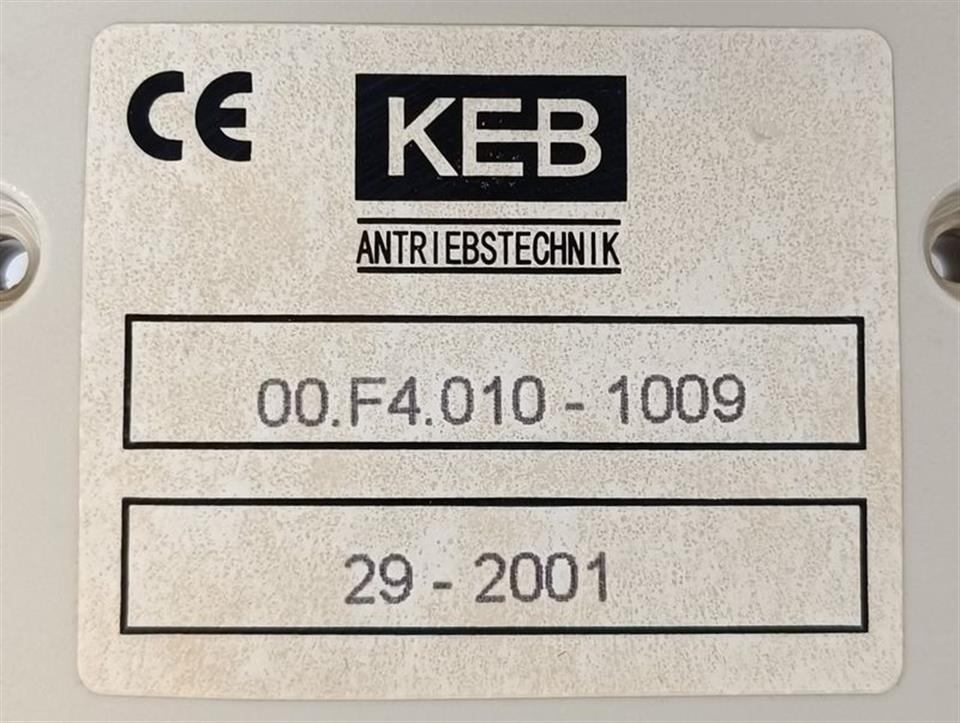 CE KEB
ANTRIEBSTECHNIK
00.F4.010 - 1009
29 - 2001